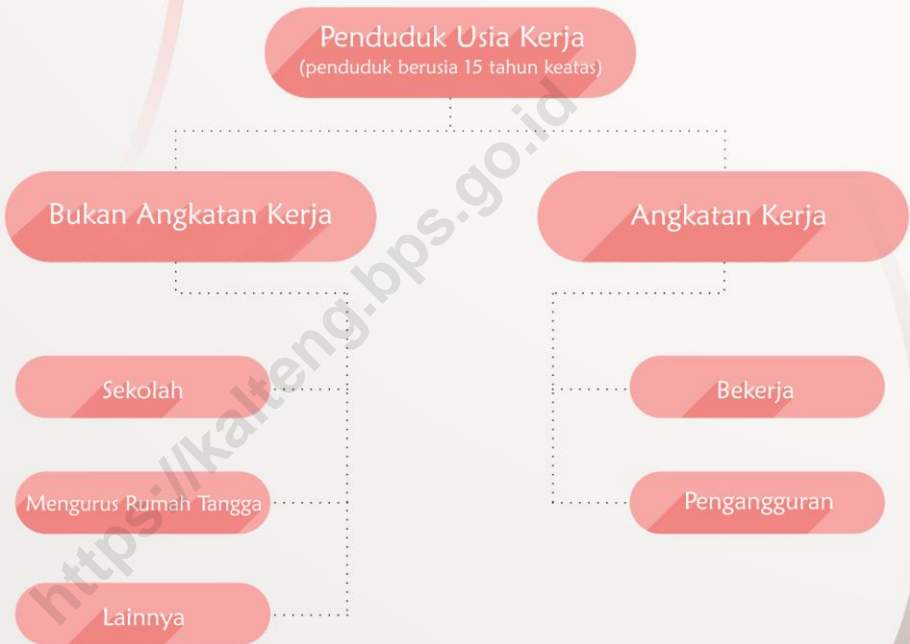 Penduduk Usia Kerja
(penduduk berusia 15 tahun keatas)
Bukan Angkatan Kerja
Angkatan Kerja
Sekolah
Bekerja
Mengurus Rumah Tangga
Pengangguran
Lainnya
https://kalteng.bps.go.id